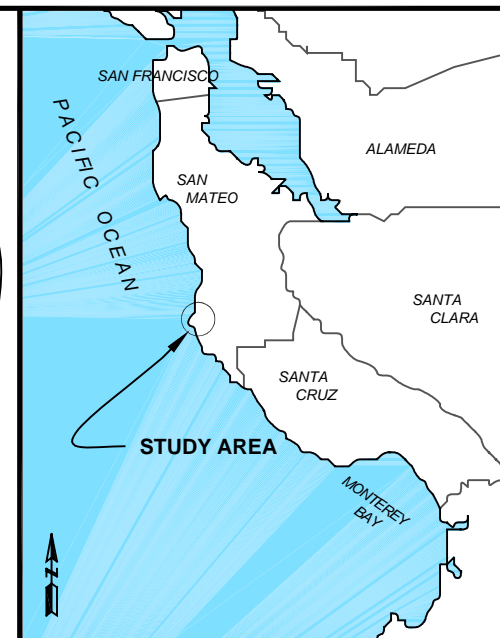 SAN FRANCISCO
PACIFIC OCEAN
ALAMEDA
SAN
MATEO
SANTA
CLARA
SANTA
CRUZ
STUDY AREA
MONTEREY
BAY
N